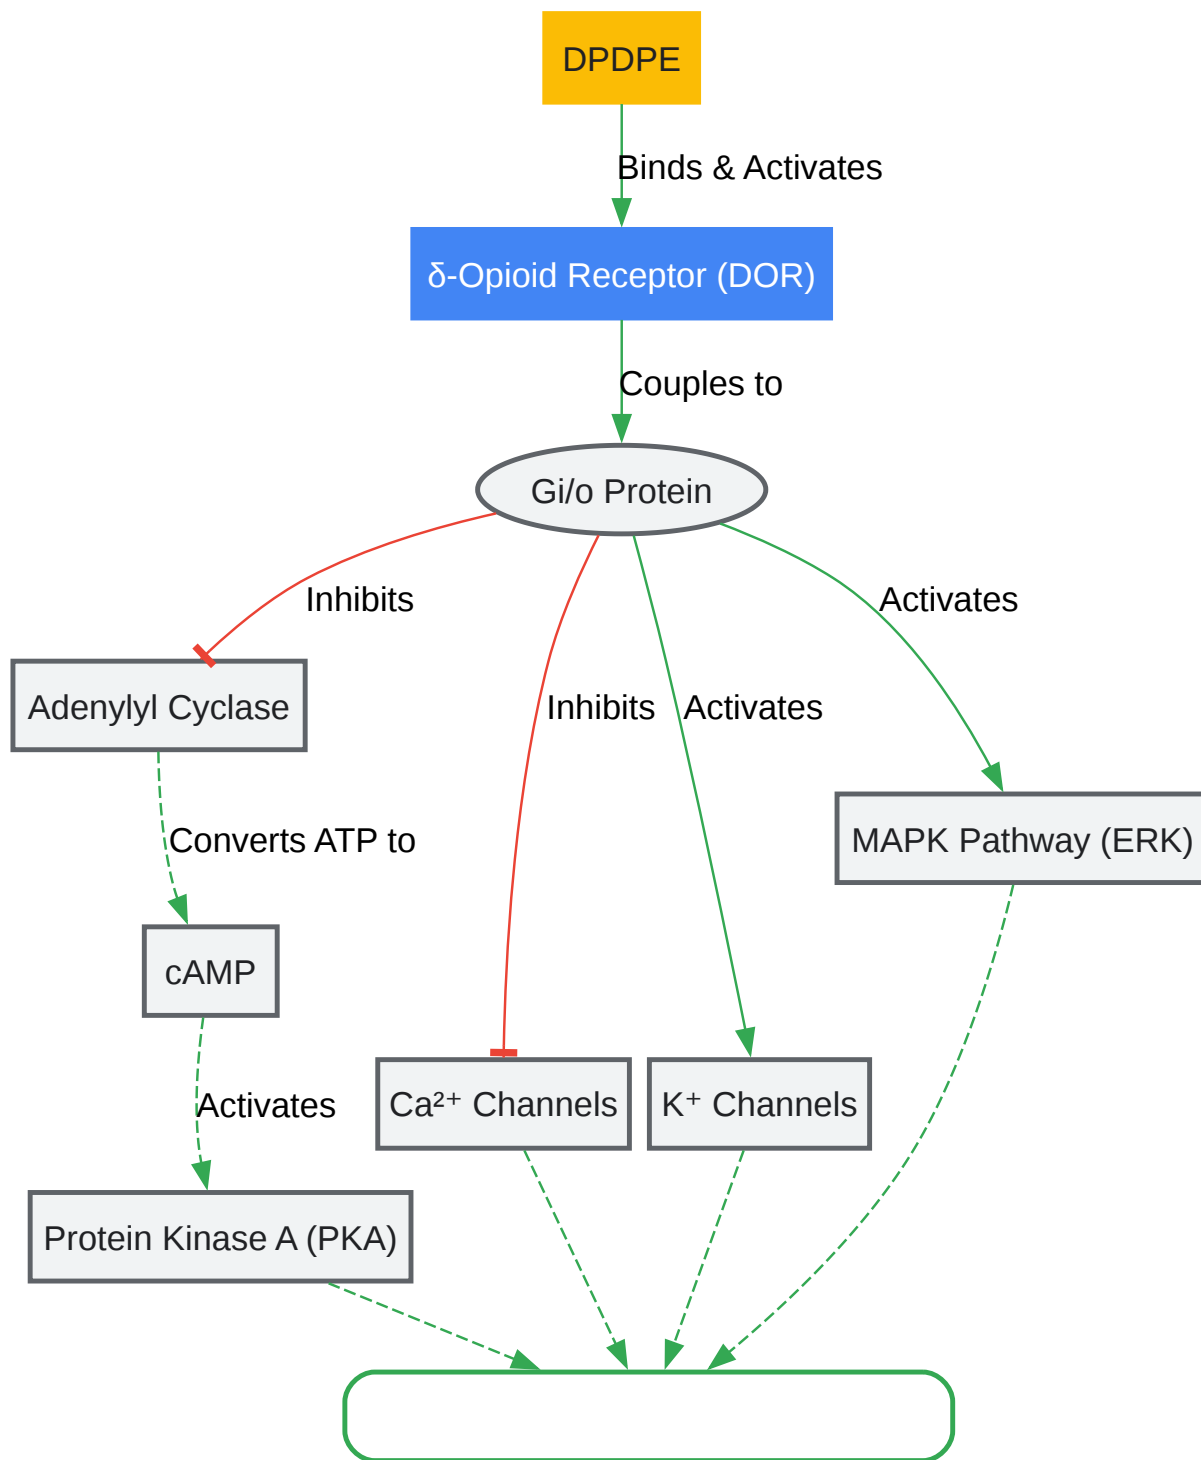 DPDPE
Binds & Activates
δ-Opioid Receptor (DOR)
Couples to
Gi/o Protein
Inhibits
Activates
Adenylyl Cyclase
Inhibits
Activates
Converts ATP to
MAPK Pathway (ERK)
cAMP
Activates
Ca²⁺ Channels
K⁺ Channels
Protein Kinase A (PKA)